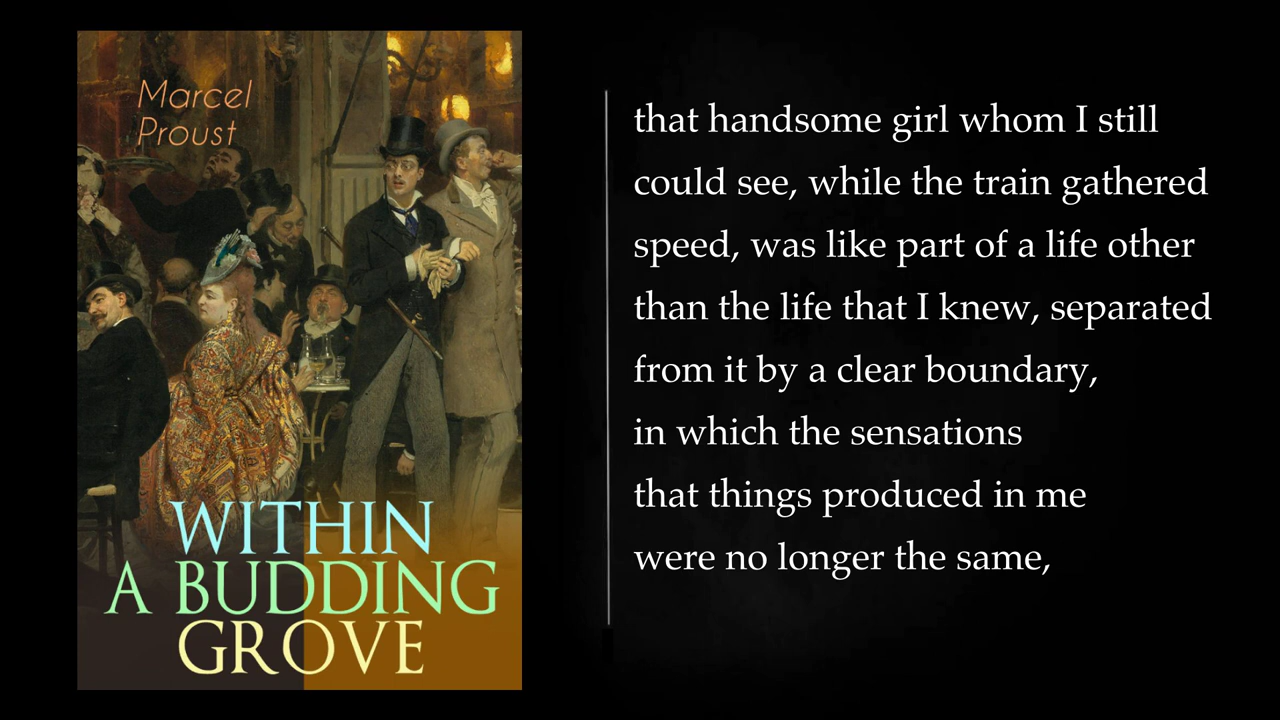 Marcel
Proust
WITHIN
A BUDDING
GROVE
that handsome girl whom I still
could see, while the train gathered
speed, was like part of a life other
than the life that I knew, separated
from it by a clear boundary,
in which the sensations
that things produced in me
were no longer the same,